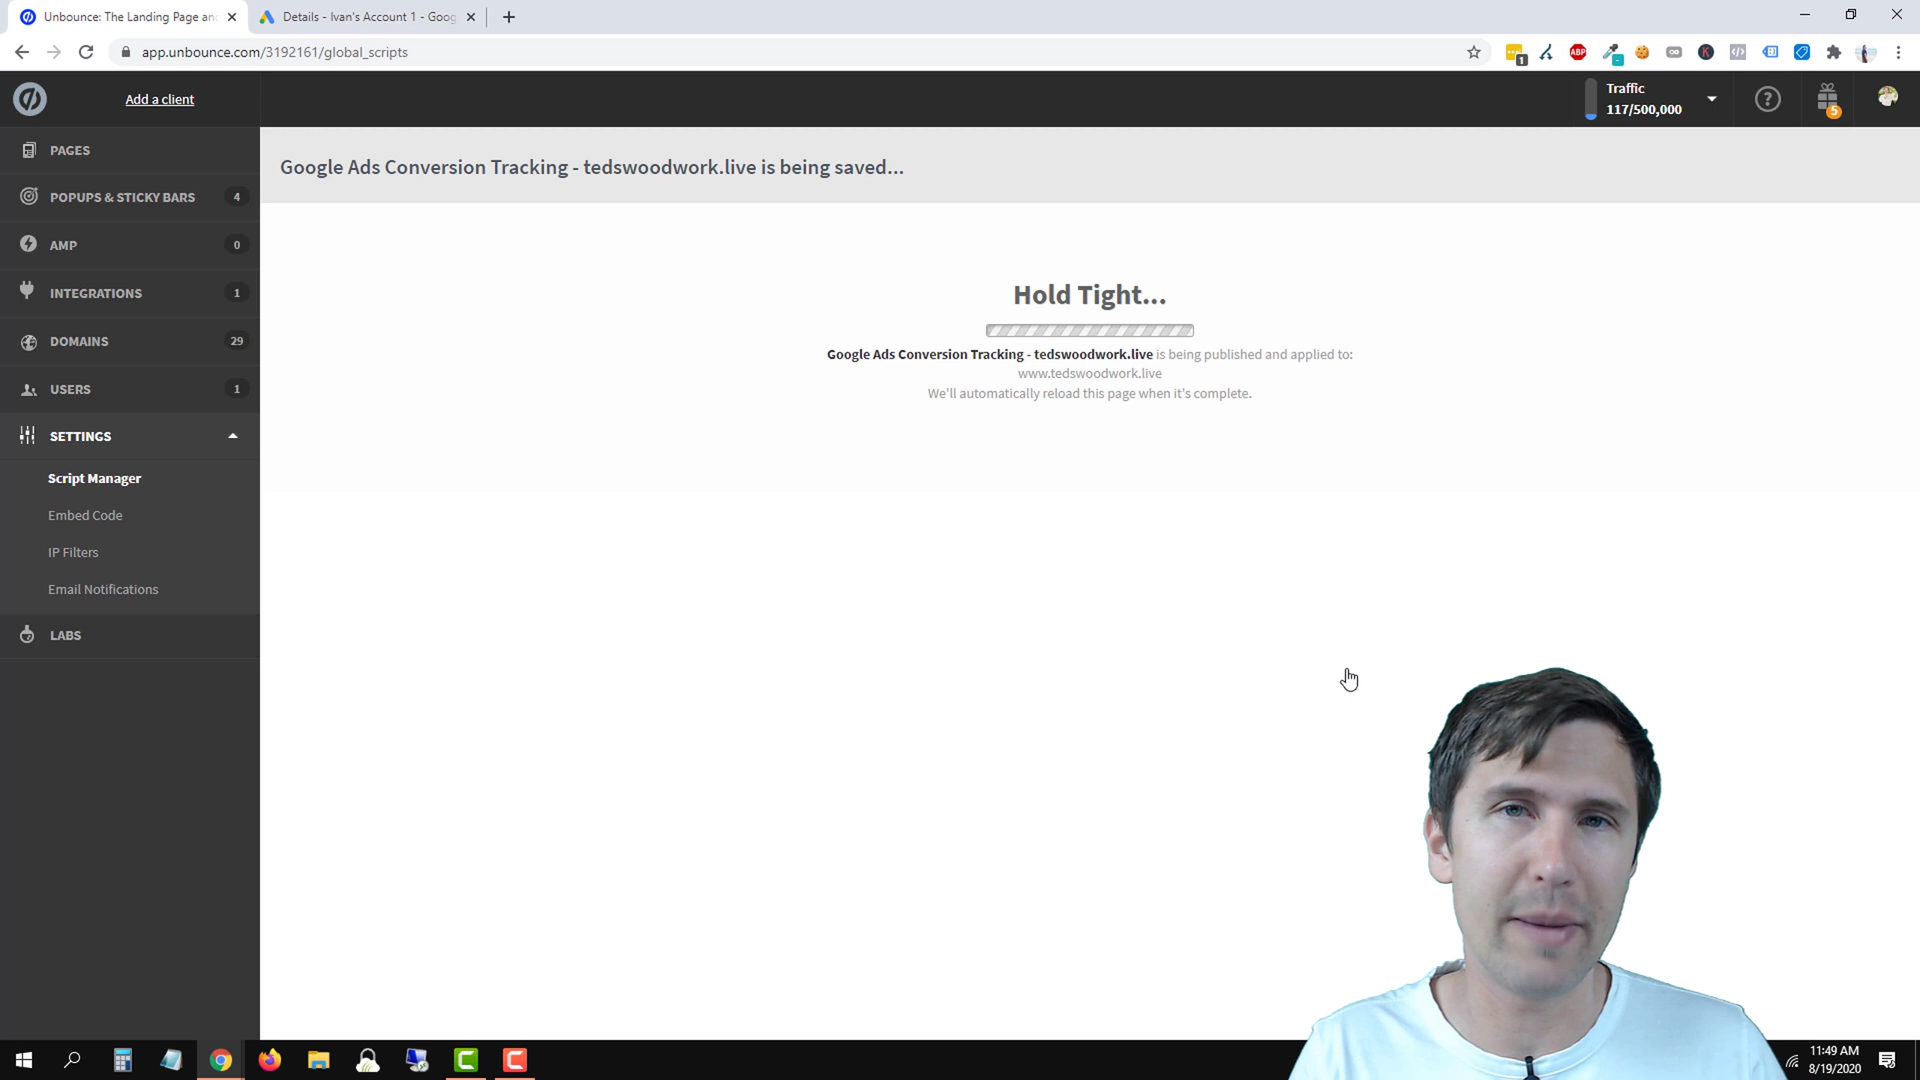 Unbounce: The Landing Page an
Details - Ivan's Account 1 - Goog
app.unbounce.com/3192161/global_scripts
1
ABP
Add a client
Traffic
117/500,000
5
PAGES
POPUPS & STICKY BARS 4
AMP 0
INTEGRATIONS 1
DOMAINS 29
USERS 1
SETTINGS
Script Manager
Embed Code
IP Filters
Email Notifications
LABS
Google Ads Conversion Tracking - tedswoodwork.live is being saved...
Hold Tight...
Google Ads Conversion Tracking - tedswoodwork.live is being published and applied to:
www.tedswoodwork.live
We'll automatically reload this page when it's complete.
11:49 AM
8/19/2020